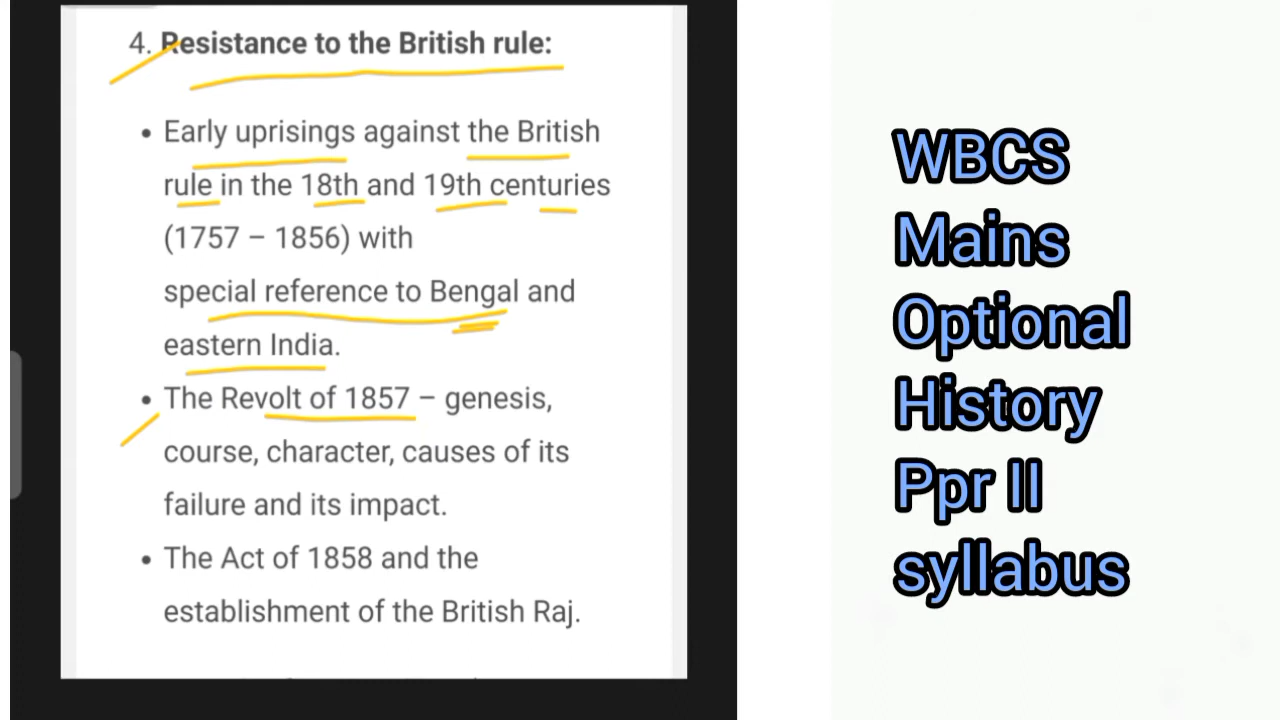 4. Resistance to the British rule:
• Early uprisings against the British
rule in the 18th and 19th centuries
(1757 – 1856) with
special reference to Bengal and
eastern India.
• The Revolt of 1857 – genesis,
course, character, causes of its
failure and its impact.
• The Act of 1858 and the
establishment of the British Raj.
WBCS
Mains
Optional
History
Ppr II
syllabus